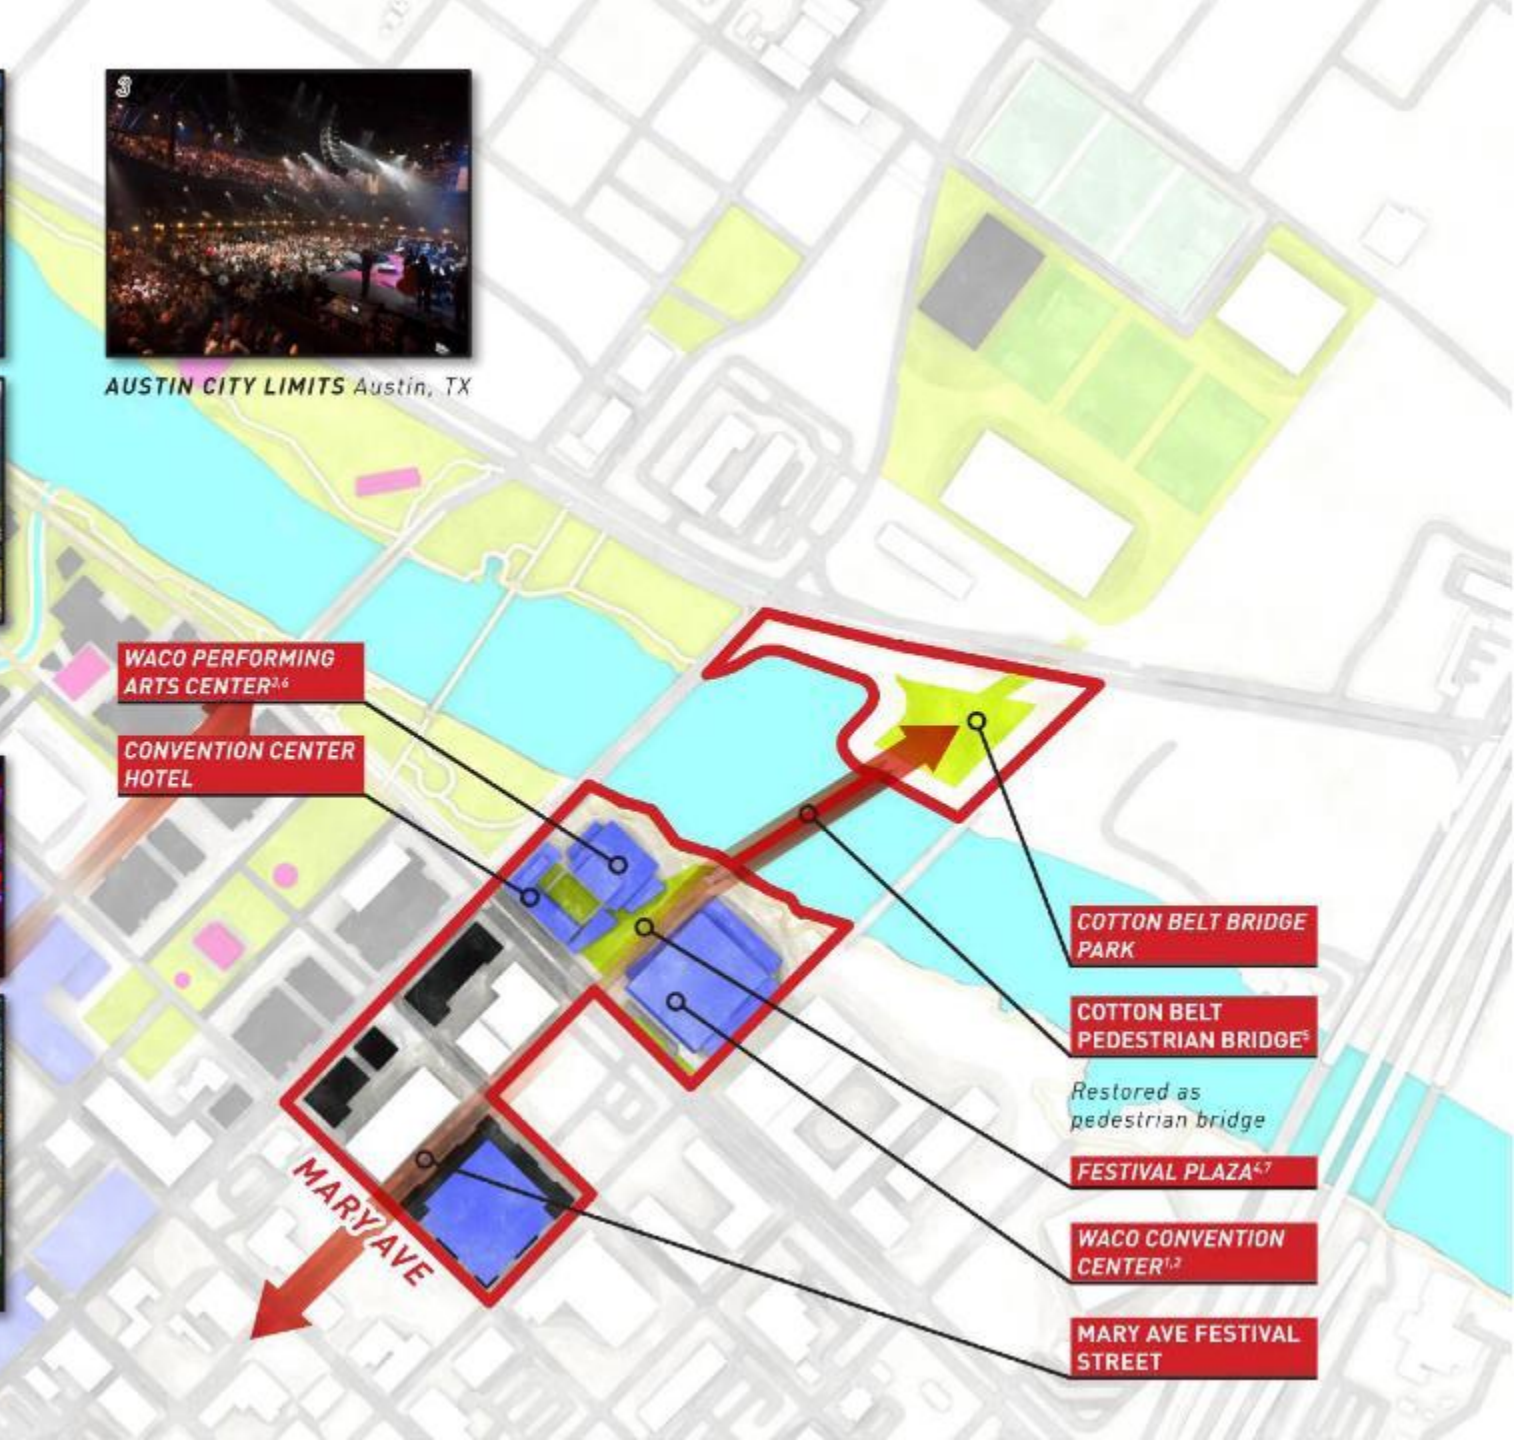 3
AUSTIN CITY LIMITS Austin, TX
WACO PERFORMING
ARTS CENTER³,⁶
CONVENTION CENTER
HOTEL
COTTON BELT BRIDGE
PARK
COTTON BELT
PEDESTRIAN BRIDGE⁵
Restored as
pedestrian bridge
FESTIVAL PLAZA⁴,⁷
WACO CONVENTION
CENTER¹,²
MARY AVE FESTIVAL
STREET
MARY AVE